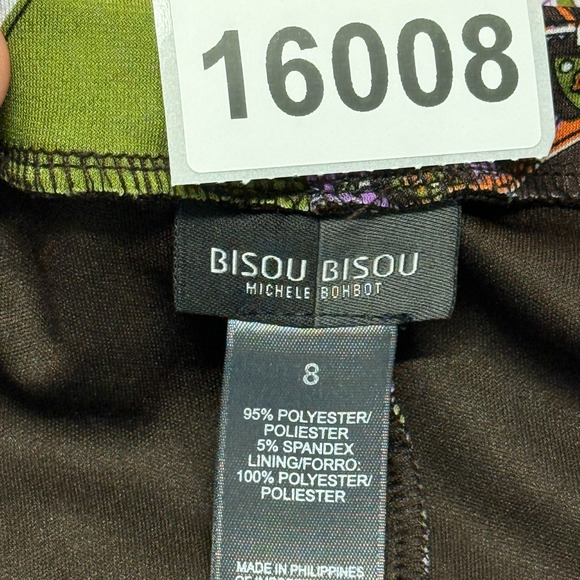 16008
BISOU BISOU
MICHELE BOHBOT
8
95% POLYESTER/
POLIESTER
5% SPANDEX
LINING/FORRO:
100% POLYESTER/
POLIESTER
MADE IN PHILIPPINES